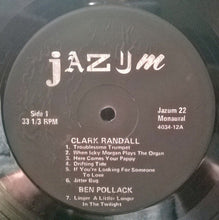 jazum
Side 1
33 1/3 RPM
Jazum 22
Monaural
4034-12A
CLARK RANDALL
1. Troublesome Trumpet
2. When Icky Morgan Plays The Organ
3. Here Comes Your Pappy
4. Drifting Tide
5. If You're Looking For Someone
To Love
6. Jitter Bug
BEN POLLACK
7. Linger A Little Longer
In The Twilight